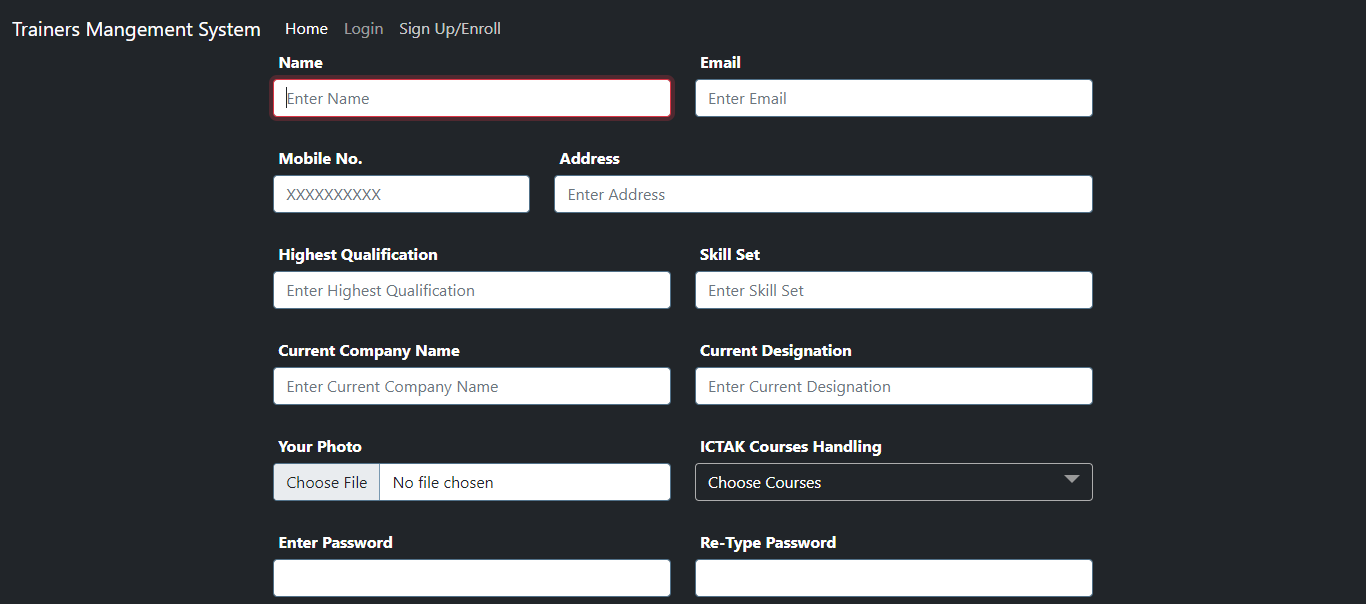 Trainers Mangement System Home Login Sign Up/Enroll
Name Email
Enter Name Enter Email
Mobile No. Address
XXXXXXXXXX Enter Address
Highest Qualification Skill Set
Enter Highest Qualification Enter Skill Set
Current Company Name Current Designation
Enter Current Company Name Enter Current Designation
Your Photo ICTAK Courses Handling
Choose File No file chosen Choose Courses
Enter Password Re-Type Password